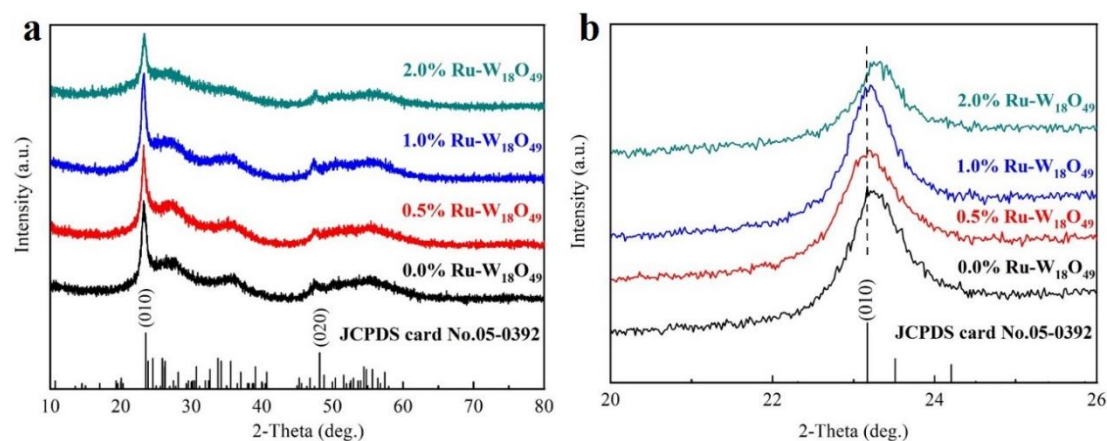 a
2.0% Ru-W₁₈O₄₉
1.0% Ru-W₁₈O₄₉
0.5% Ru-W₁₈O₄₉
0.0% Ru-W₁₈O₄₉
(010)
(020)
JCPDS card No.05-0392
Intensity (a.u.)
10 20 30 40 50 60 70 80
2-Theta (deg.)
b
2.0% Ru-W₁₈O₄₉
1.0% Ru-W₁₈O₄₉
0.5% Ru-W₁₈O₄₉
0.0% Ru-W₁₈O₄₉
(010)
JCPDS card No.05-0392
Intensity (a.u.)
20 22 24 26
2-Theta (deg.)